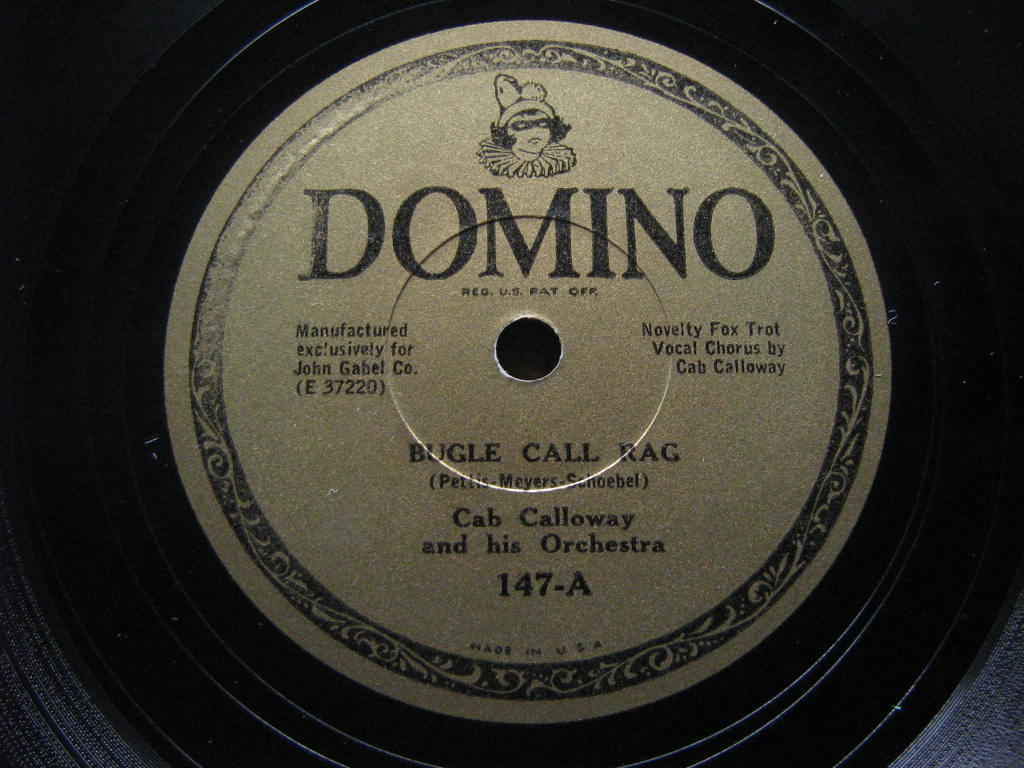 DOMINO
REG. U.S. PAT. OFF.
Manufactured
exclusively for
John Gabel Co.
(E 37220)
Novelty Fox Trot
Vocal Chorus by
Cab Calloway
BUGLE CALL RAG
(Pettis-Meyers-Schoebel)
Cab Calloway
and his Orchestra
147-A
MADE IN U S A
2